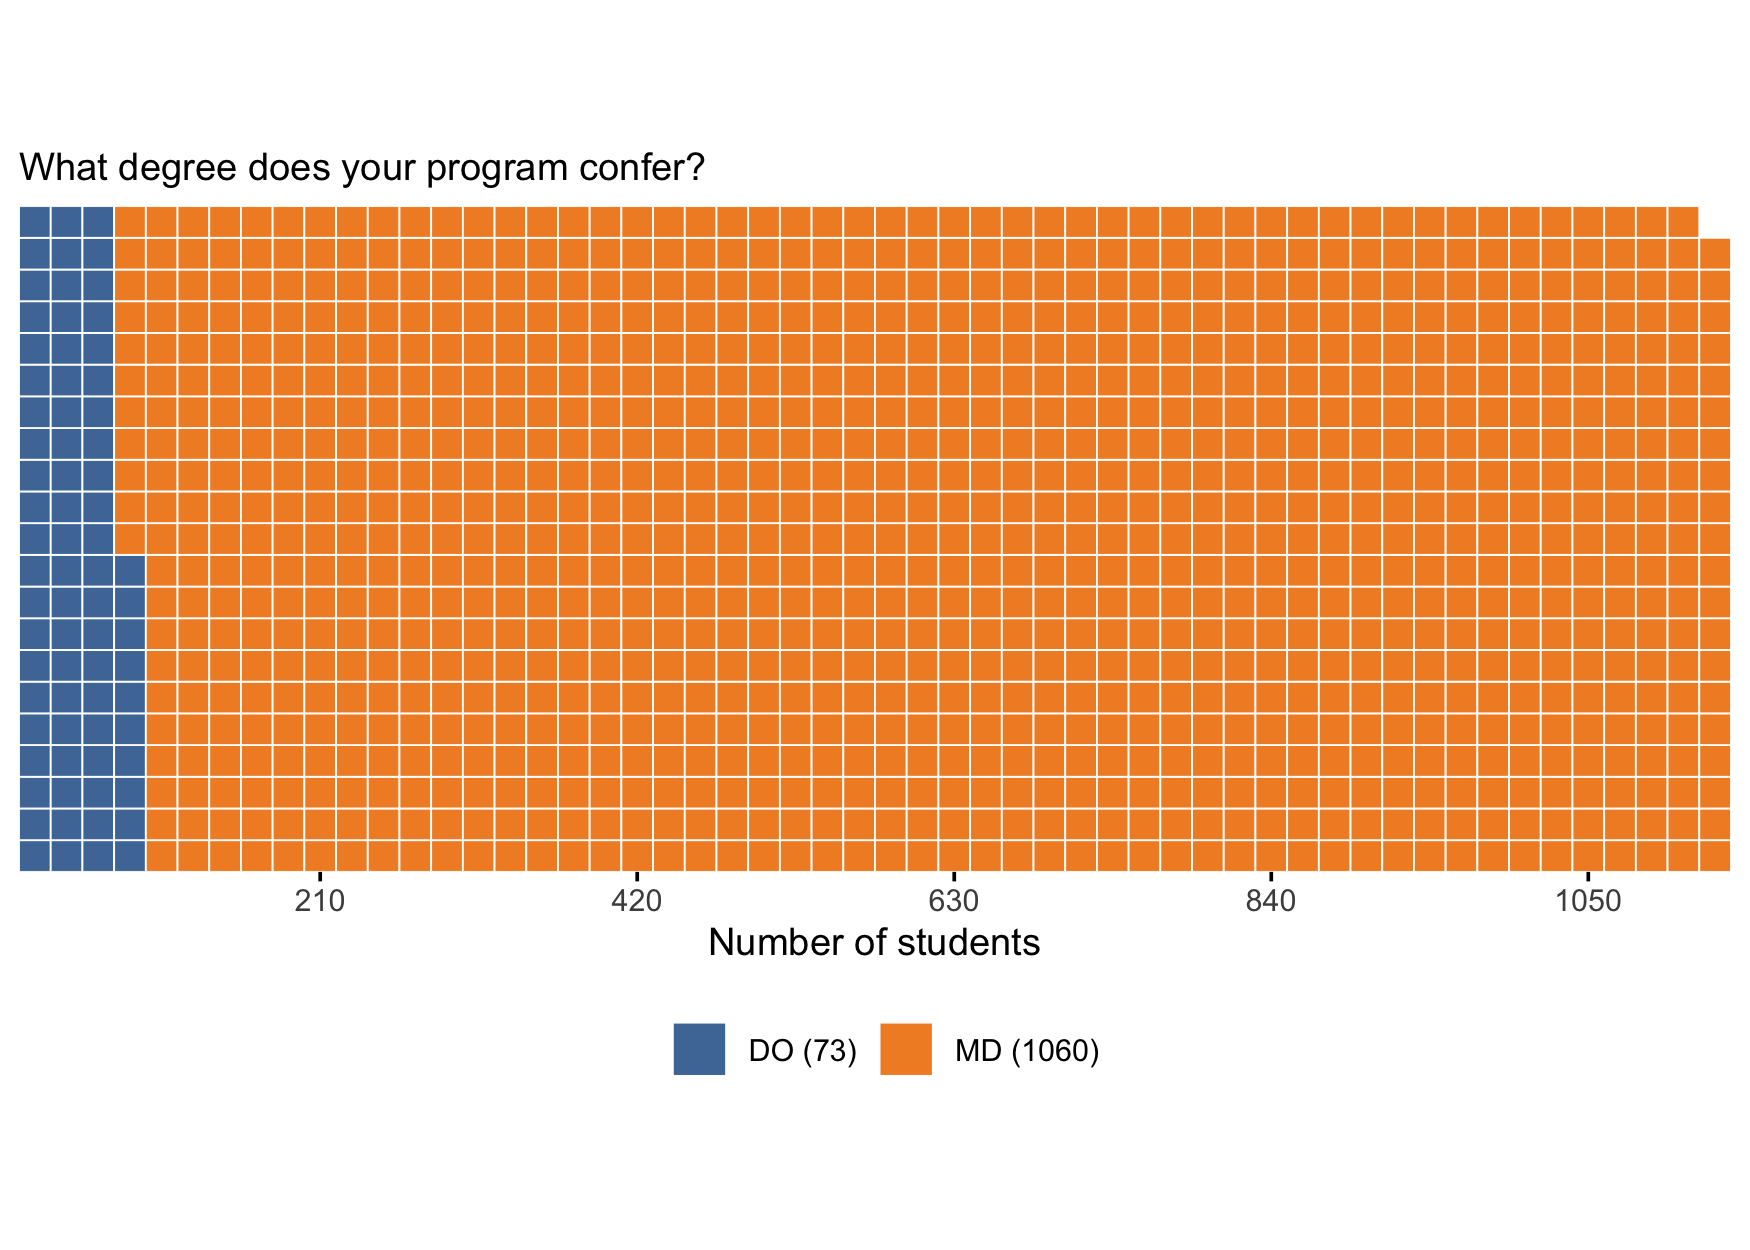 What degree does your program confer?
210 420 630 840 1050
Number of students
DO (73) MD (1060)